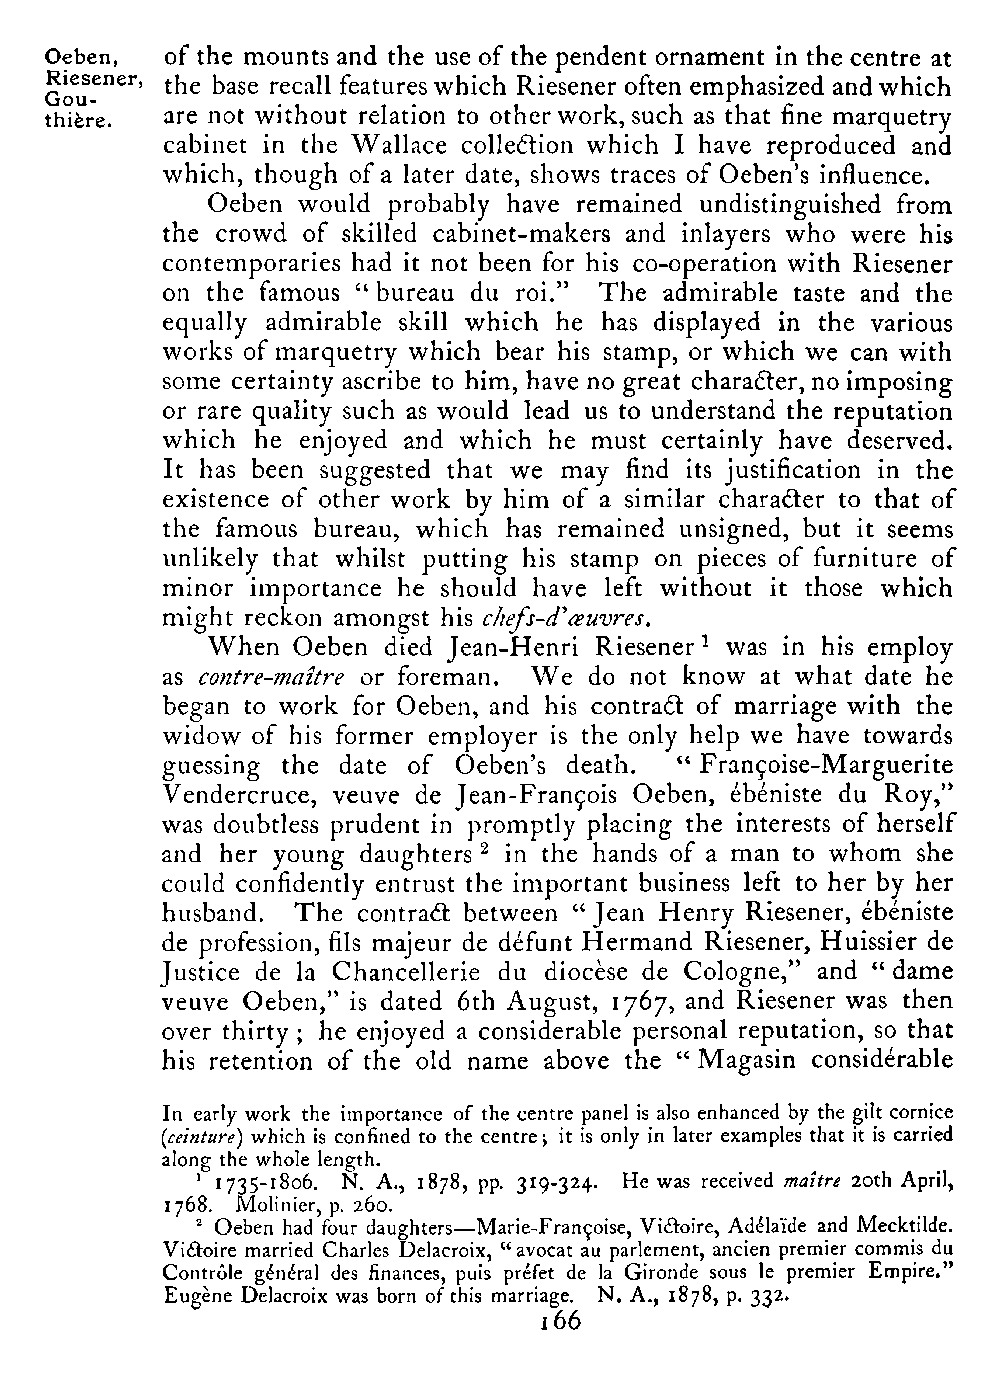 Oeben,
Riesener,
Gou-
thière.
of the mounts and the use of the pendent ornament in the centre at
the base recall features which Riesener often emphasized and which
are not without relation to other work, such as that fine marquetry
cabinet in the Wallace collection which I have reproduced and
which, though of a later date, shows traces of Oeben's influence.
Oeben would probably have remained undistinguished from
the crowd of skilled cabinet-makers and inlayers who were his
contemporaries had it not been for his co-operation with Riesener
on the famous “bureau du roi.” The admirable taste and the
equally admirable skill which he has displayed in the various
works of marquetry which bear his stamp, or which we can with
some certainty ascribe to him, have no great character, no imposing
or rare quality such as would lead us to understand the reputation
which he enjoyed and which he must certainly have deserved.
It has been suggested that we may find its justification in the
existence of other work by him of a similar character to that of
the famous bureau, which has remained unsigned, but it seems
unlikely that whilst putting his stamp on pieces of furniture of
minor importance he should have left without it those which
might reckon amongst his chefs-d'œuvres.
When Oeben died Jean-Henri Riesener ¹ was in his employ
as contre-maître or foreman. We do not know at what date he
began to work for Oeben, and his contract of marriage with the
widow of his former employer is the only help we have towards
guessing the date of Oeben's death. “Françoise-Marguerite
Vendercruce, veuve de Jean-François Oeben, ébéniste du Roy,”
was doubtless prudent in promptly placing the interests of herself
and her young daughters ² in the hands of a man to whom she
could confidently entrust the important business left to her by her
husband. The contract between “Jean Henry Riesener, ébéniste
de profession, fils majeur de défunt Hermand Riesener, Huissier de
Justice de la Chancellerie du diocèse de Cologne,” and “dame
veuve Oeben,” is dated 6th August, 1767, and Riesener was then
over thirty; he enjoyed a considerable personal reputation, so that
his retention of the old name above the “Magasin considérable
In early work the importance of the centre panel is also enhanced by the gilt cornice
(ceinture) which is confined to the centre; it is only in later examples that it is carried
along the whole length.
¹ 1735-1806. N. A., 1878, pp. 319-324. He was received maître 20th April,
1768. Molinier, p. 260.
² Oeben had four daughters—Marie-Françoise, Victoire, Adélaïde and Mecktilde.
Victoire married Charles Delacroix, “avocat au parlement, ancien premier commis du
Contrôle général des finances, puis préfet de la Gironde sous le premier Empire.”
Eugène Delacroix was born of this marriage. N. A., 1878, p. 332.
166